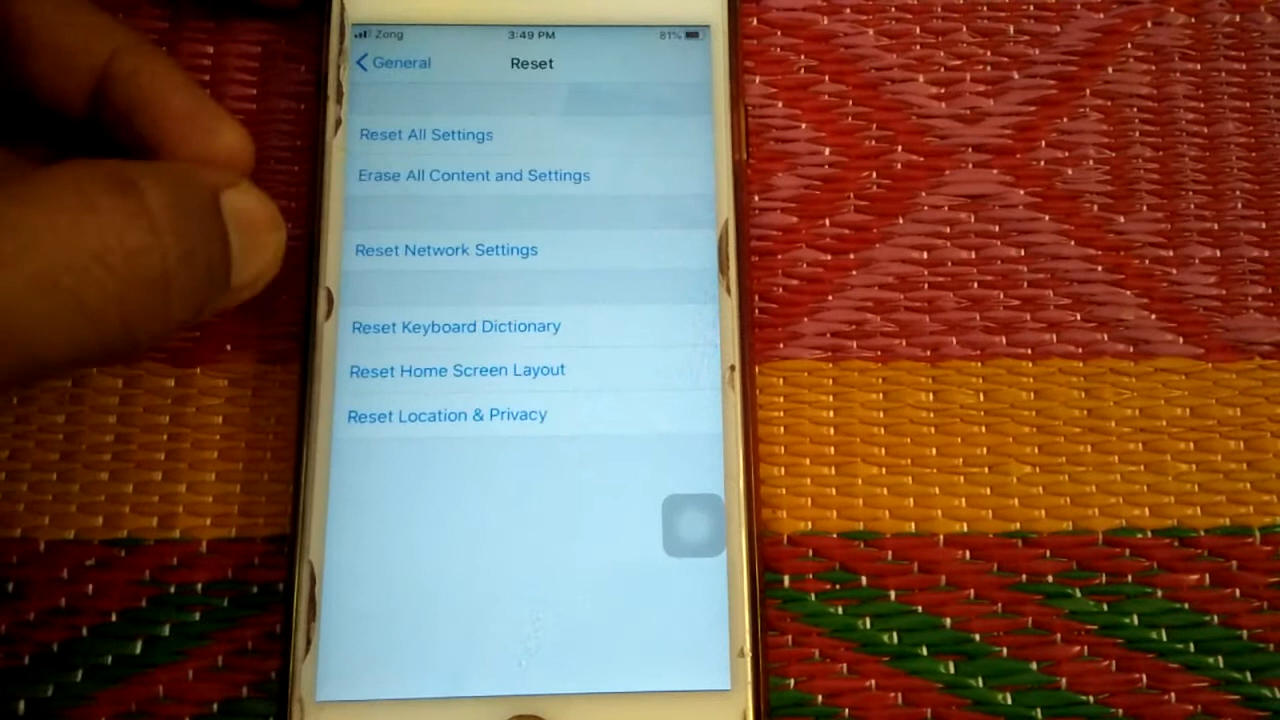 Zong 3:49 PM 81%
General Reset
Reset All Settings
Erase All Content and Settings
Reset Network Settings
Reset Keyboard Dictionary
Reset Home Screen Layout
Reset Location & Privacy